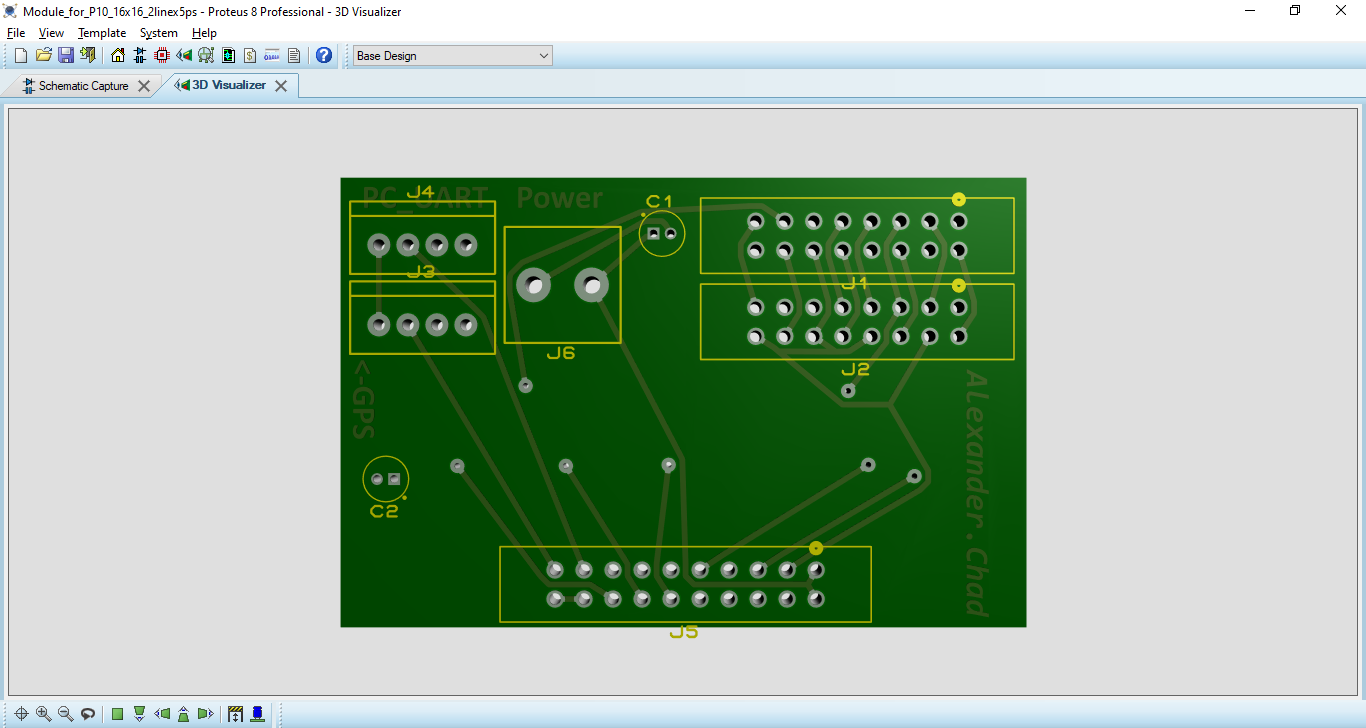 Module_for_P10_16x16_2linex5ps - Proteus 8 Professional - 3D Visualizer
File View Template System Help
Base Design
Schematic Capture
3D Visualizer
PC_UART Power
J4
C1
J3
J1
J6
J2
<-GPS
ALexander.Chad
C2
J5